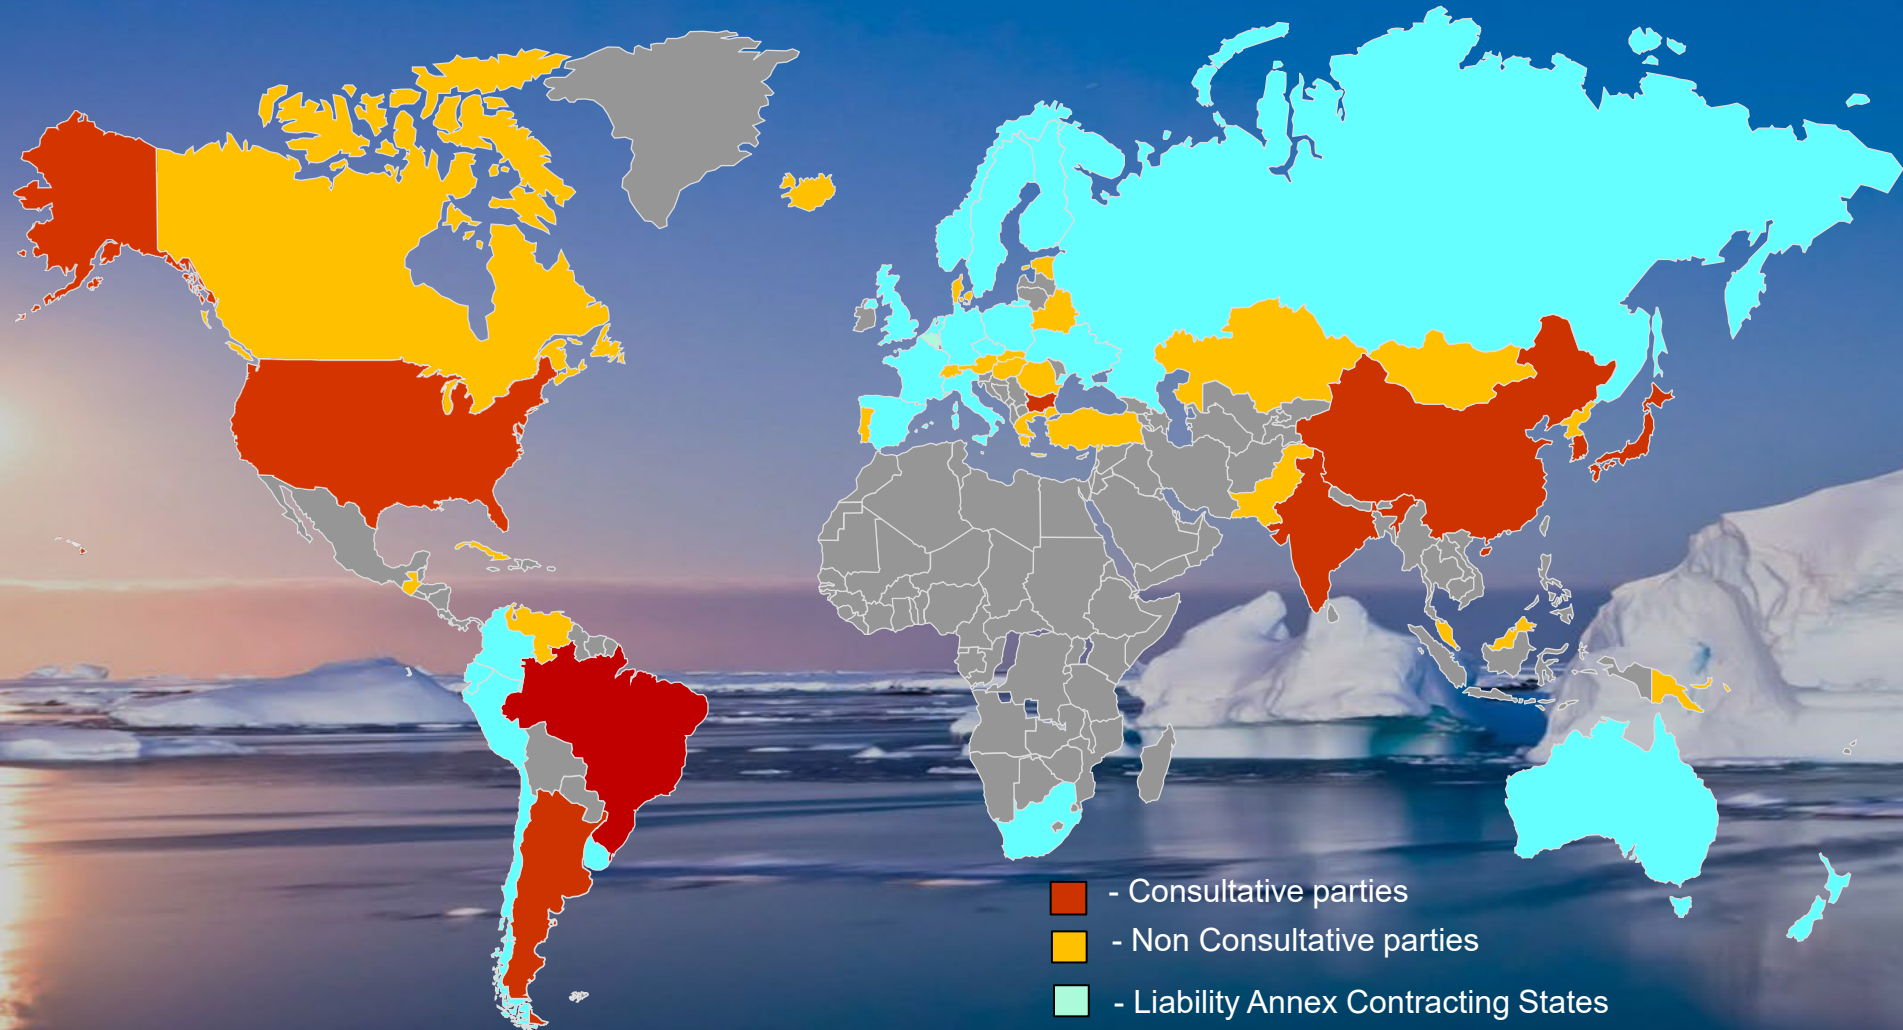 - Consultative parties
- Non Consultative parties
- Liability Annex Contracting States